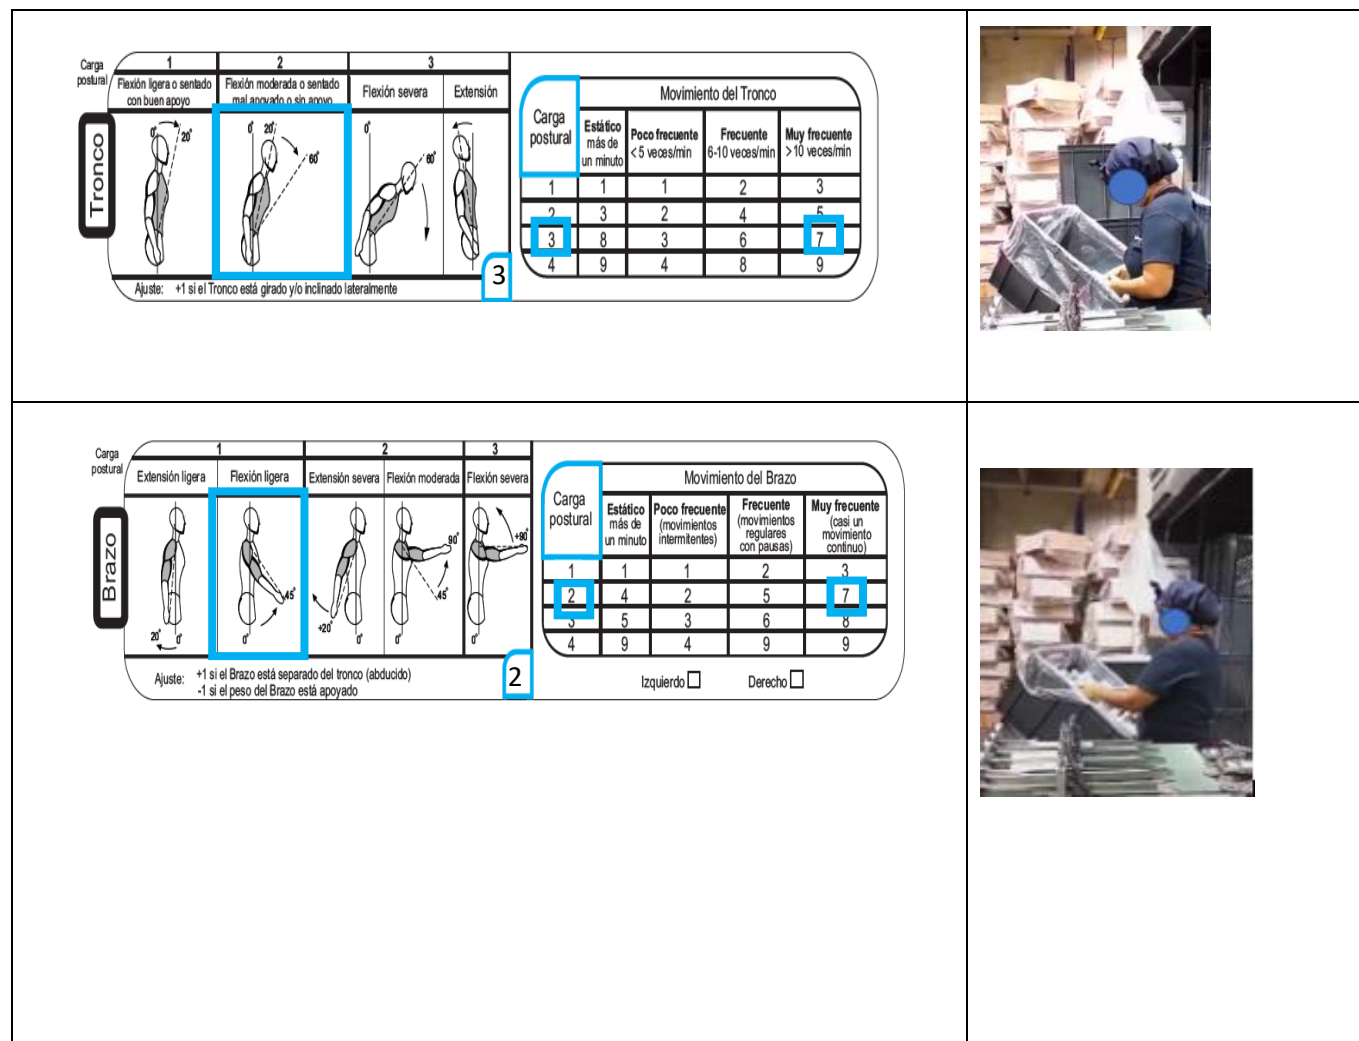 Carga
postural
1
2
3
Flexión ligera o sentado
con buen apoyo
Flexión moderada o sentado
mal apoyado o sin apoyo
Flexión severa
Extensión
Tronco
0°
20°
0°
20°
60°
0°
60°
3
Ajuste: +1 si el Tronco está girado y/o inclinado lateralmente
Carga
postural
Movimiento del Tronco
Estático
más de
un minuto
Poco frecuente
< 5 veces/min
Frecuente
6-10 veces/min
Muy frecuente
> 10 veces/min
1 1 1 2 3
2 3 2 4 5
3 8 3 6 7
4 9 4 8 9
Carga
postural
1
2
3
Extensión ligera
Flexión ligera
Extensión severa
Flexión moderada
Flexión severa
Brazo
20°
0°
45°
0°
+20°
0°
90°
45°
0°
+90°
0°
2
Ajuste: +1 si el Brazo está separado del tronco (abducido)
-1 si el peso del Brazo está apoyado
Carga
postural
Movimiento del Brazo
Estático
más de
un minuto
Poco frecuente
(movimientos
intermitentes)
Frecuente
(movimientos
regulares
con pausas)
Muy frecuente
(casi un
movimiento
continuo)
1 1 1 2 3
2 4 2 5 7
3 5 3 6 8
4 9 4 9 9
Izquierdo Derecho